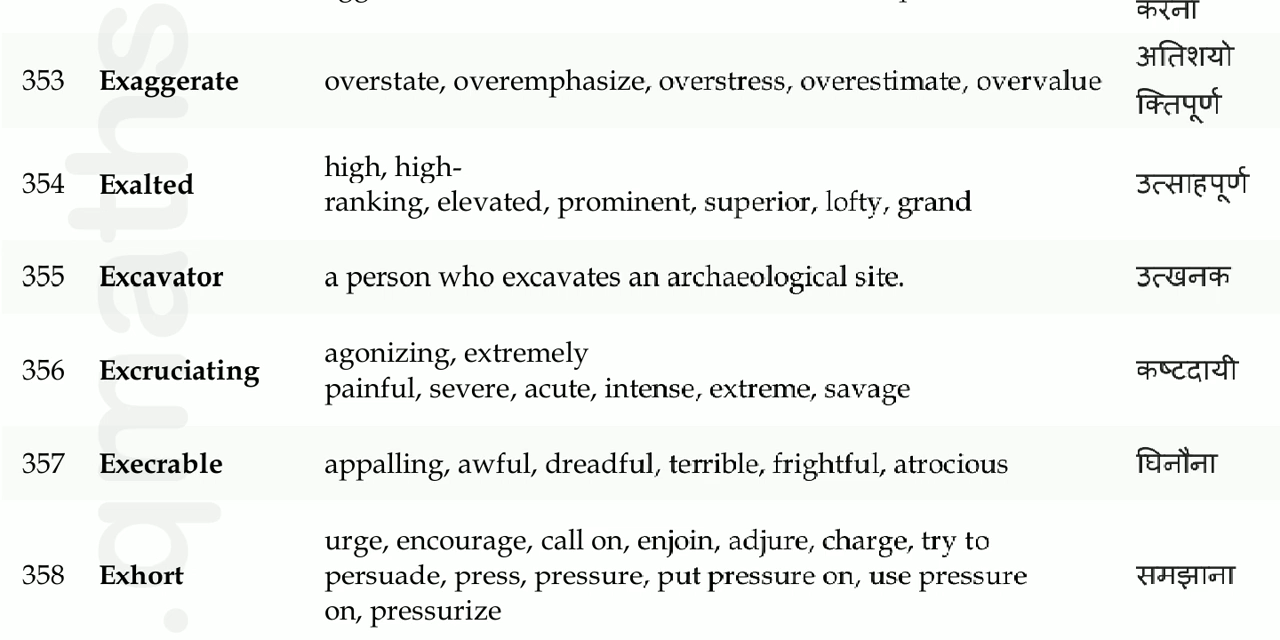 करना
353 Exaggerate overstate, overemphasize, overstress, overestimate, overvalue अतिशयो
क्तिपूर्ण
354 Exalted high, high-
ranking, elevated, prominent, superior, lofty, grand उत्साहपूर्ण
355 Excavator a person who excavates an archaeological site. उत्खनक
356 Excruciating agonizing, extremely
painful, severe, acute, intense, extreme, savage कष्टदायी
357 Execrable appalling, awful, dreadful, terrible, frightful, atrocious घिनौना
358 Exhort urge, encourage, call on, enjoin, adjure, charge, try to
persuade, press, pressure, put pressure on, use pressure समझाना
on, pressurize
qmaths